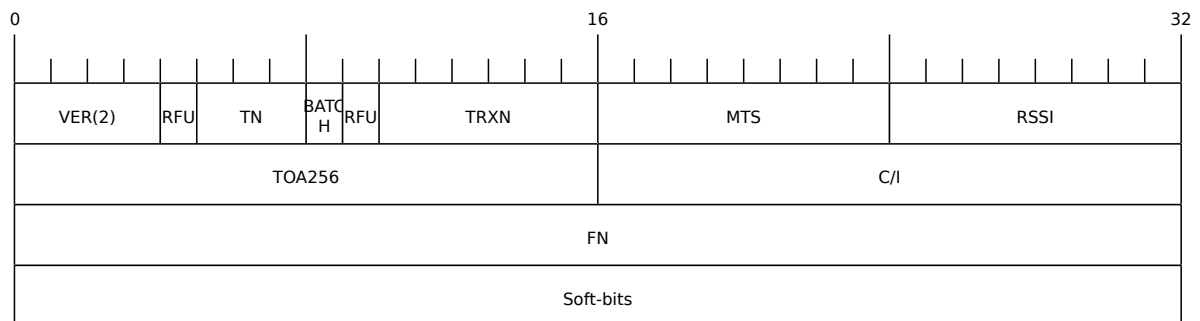 0 16 32
VER(2) RFU TN BATC
H RFU TRXN MTS RSSI
TOA256 C/I
FN
Soft-bits